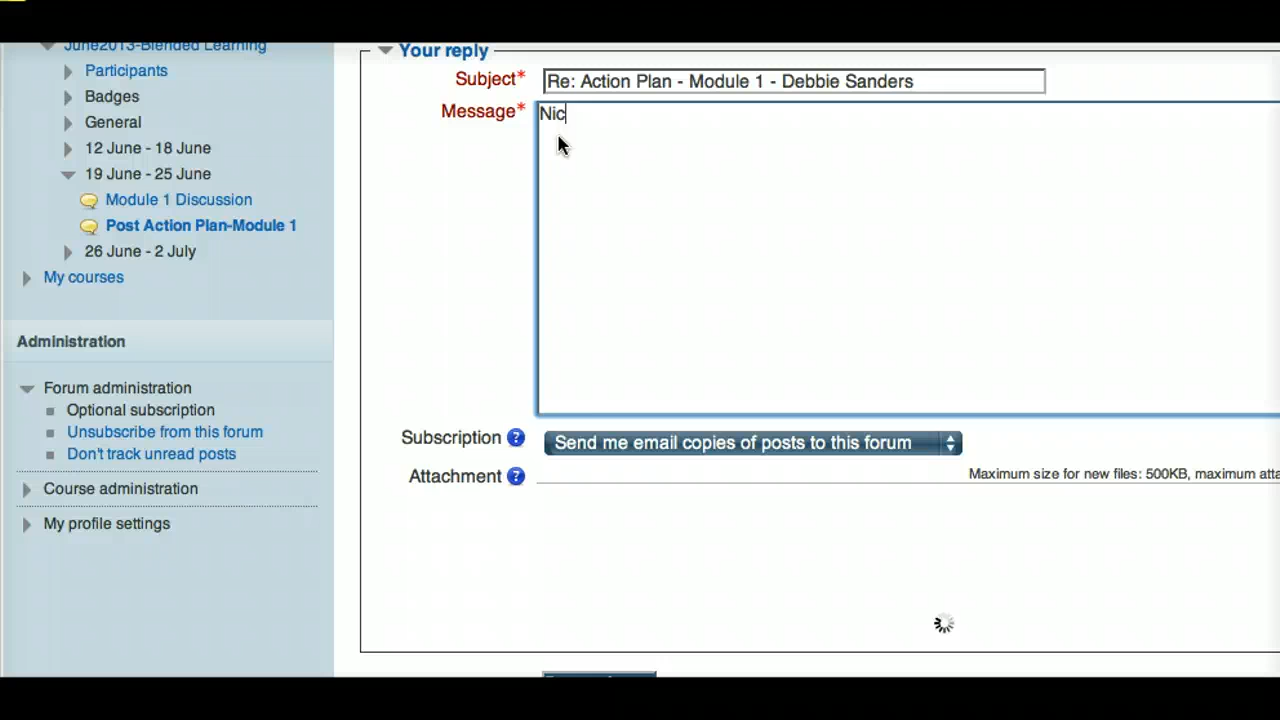 June2013-Blended Learning
Participants
Badges
General
12 June - 18 June
19 June - 25 June
Module 1 Discussion
Post Action Plan-Module 1
26 June - 2 July
My courses
Administration
Forum administration
Optional subscription
Unsubscribe from this forum
Don't track unread posts
Course administration
My profile settings
Your reply
Subject* Re: Action Plan - Module 1 - Debbie Sanders
Message* Nic
Subscription ? Send me email copies of posts to this forum
Attachment ? Maximum size for new files: 500KB, maximum atta